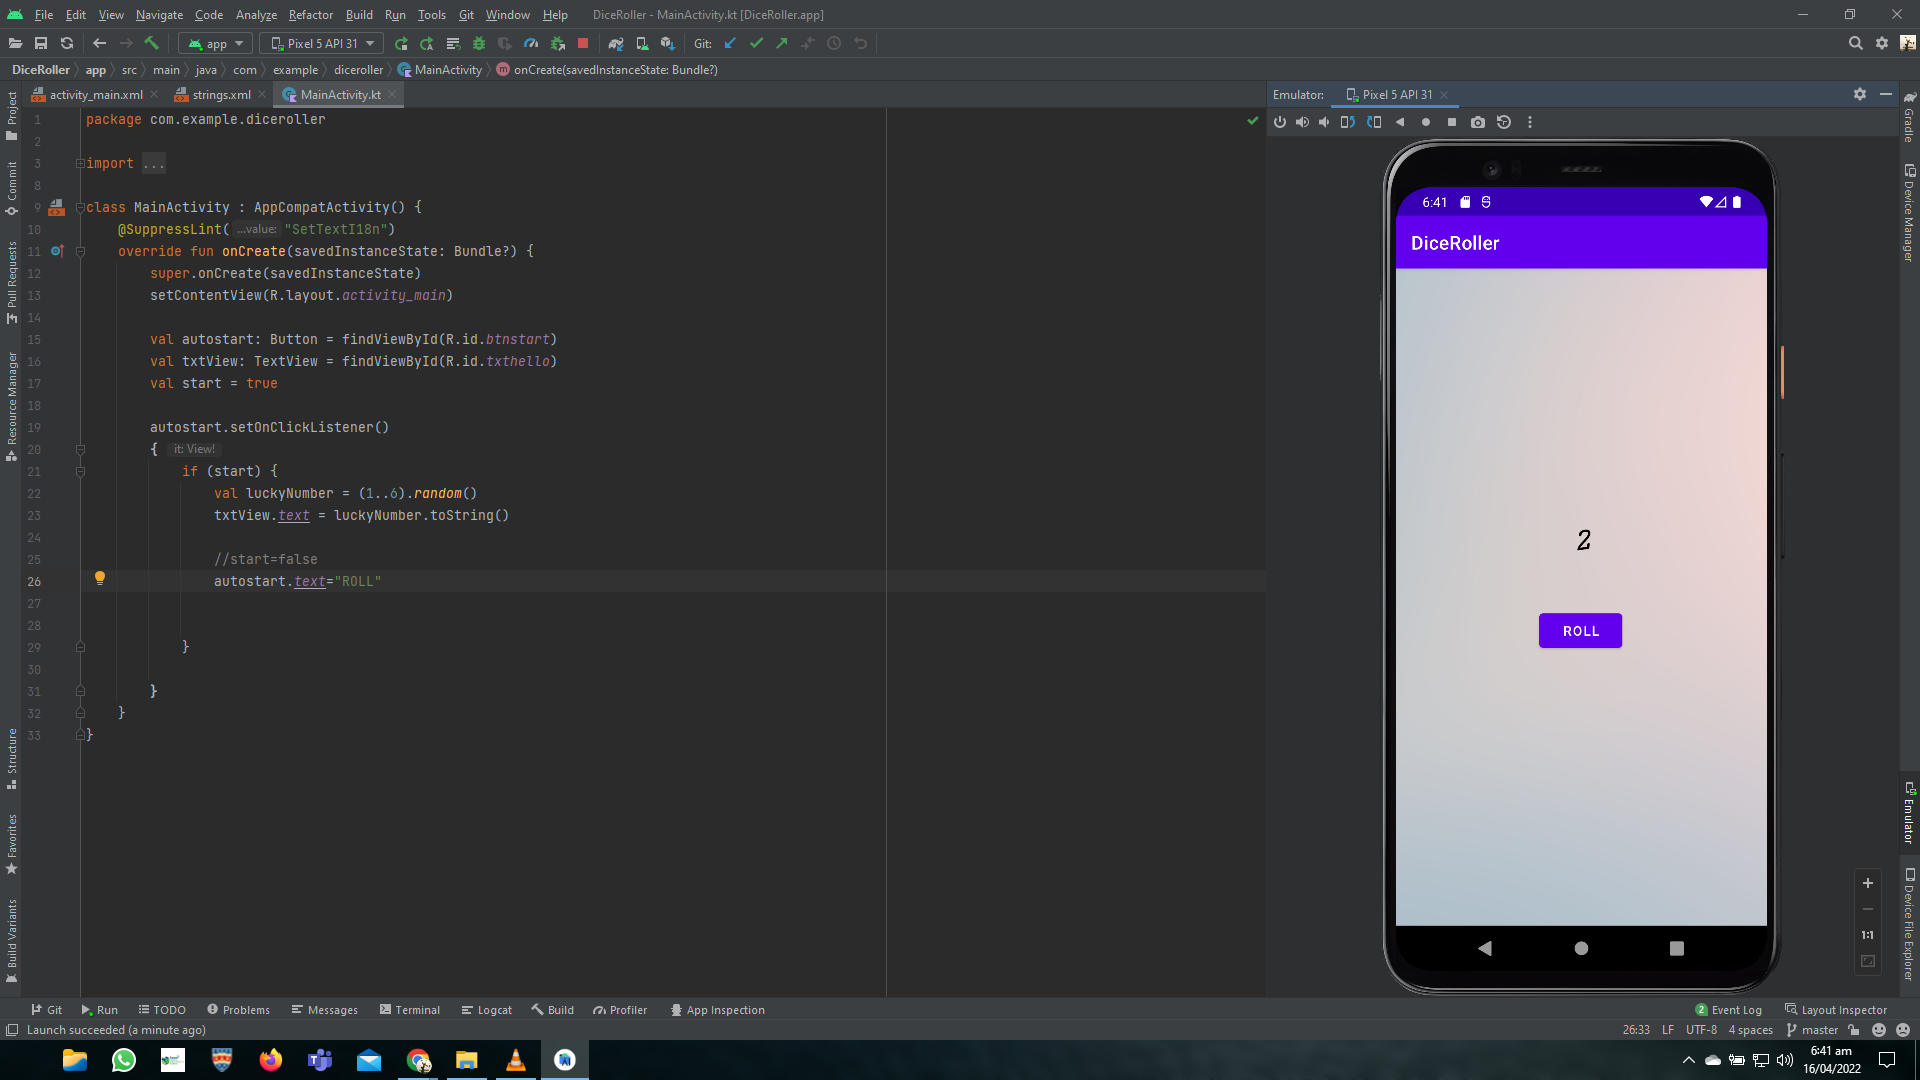 File Edit View Navigate Code Analyze Refactor Build Run Tools Git Window Help DiceRoller - MainActivity.kt [DiceRoller.app]
app Pixel 5 API 31 Git:
DiceRoller app src main java com example diceroller MainActivity onCreate(savedInstanceState: Bundle?)
activity_main.xml strings.xml MainActivity.kt
Emulator: Pixel 5 API 31
Project
Commit
Pull Requests
Resource Manager
Structure
Favorites
Build Variants
1 package com.example.diceroller
2
3 import ...
8
9 class MainActivity : AppCompatActivity() {
10 @SuppressLint( ...value: "SetTextI18n")
11 override fun onCreate(savedInstanceState: Bundle?) {
12 super.onCreate(savedInstanceState)
13 setContentView(R.layout.activity_main)
14
15 val autostart: Button = findViewById(R.id.btnstart)
16 val txtView: TextView = findViewById(R.id.txthello)
17 val start = true
18
19 autostart.setOnClickListener()
20 { it: View!
21 if (start) {
22 val luckyNumber = (1..6).random()
23 txtView.text = luckyNumber.toString()
24
25 //start=false
26 autostart.text="ROLL"
27
28
29 }
30
31 }
32 }
33 }
6:41
DiceRoller
2
ROLL
1:1
Gradle
Device Manager
Emulator
Device File Explorer
Git Run TODO Problems Messages Terminal Logcat Build Profiler App Inspection 2 Event Log Layout Inspector
Launch succeeded (a minute ago) 26:33 LF UTF-8 4 spaces master
6:41 am
16/04/2022